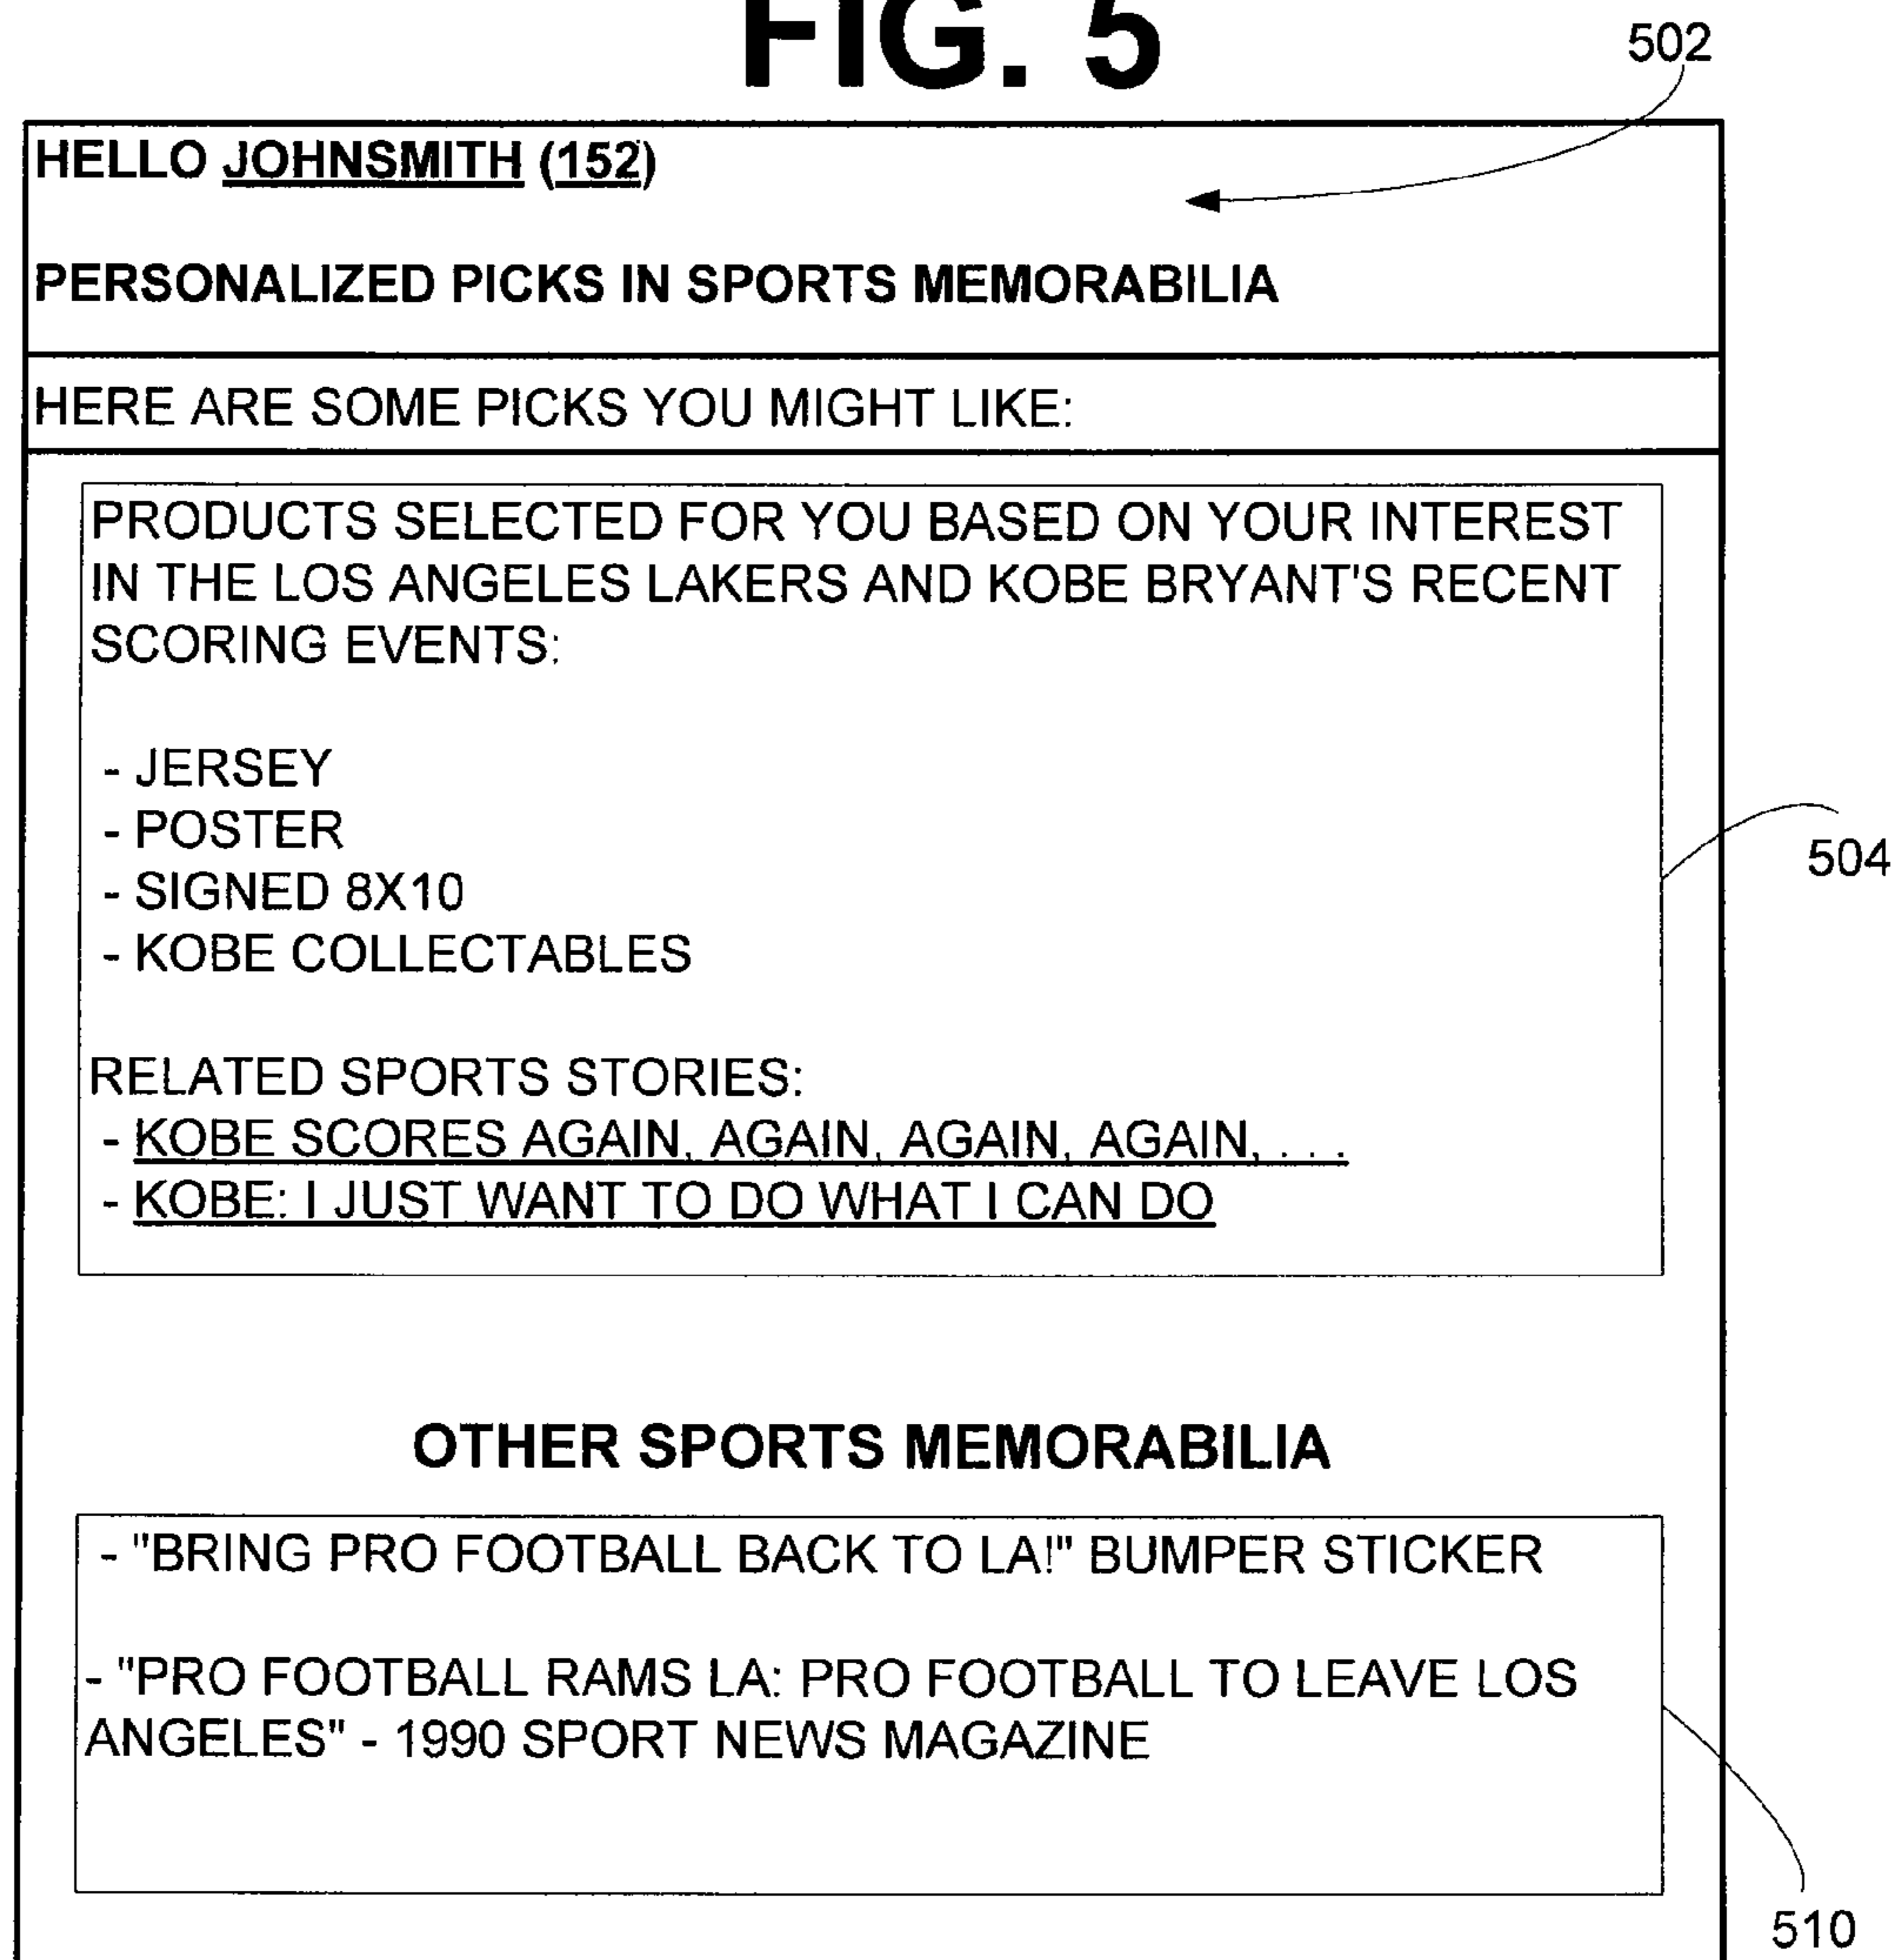 FIG. 5
502
HELLO JOHNSMITH (152)
PERSONALIZED PICKS IN SPORTS MEMORABILIA
HERE ARE SOME PICKS YOU MIGHT LIKE:
PRODUCTS SELECTED FOR YOU BASED ON YOUR INTEREST
IN THE LOS ANGELES LAKERS AND KOBE BRYANT'S RECENT
SCORING EVENTS:
- JERSEY
- POSTER
- SIGNED 8X10
- KOBE COLLECTABLES
504
RELATED SPORTS STORIES:
- KOBE SCORES AGAIN, AGAIN, AGAIN, AGAIN, . . .
- KOBE: I JUST WANT TO DO WHAT I CAN DO
OTHER SPORTS MEMORABILIA
- "BRING PRO FOOTBALL BACK TO LA!" BUMPER STICKER
- "PRO FOOTBALL RAMS LA: PRO FOOTBALL TO LEAVE LOS
ANGELES" - 1990 SPORT NEWS MAGAZINE
510